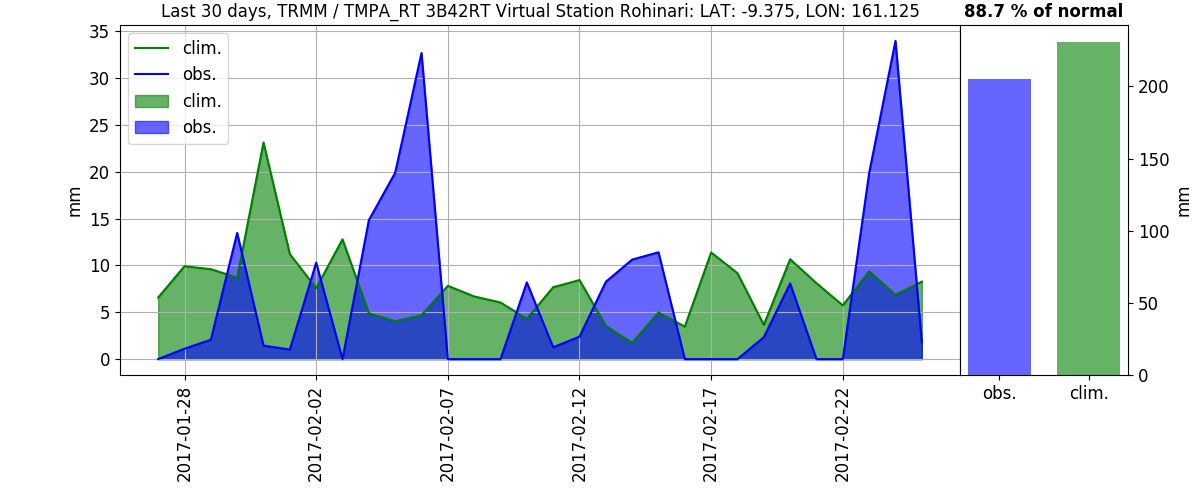 Last 30 days, TRMM / TMPA_RT 3B42RT Virtual Station Rohinari: LAT: -9.375, LON: 161.125
88.7 % of normal
clim.
obs.
clim.
obs.
mm
35
30
25
20
15
10
5
0
2017-01-28
2017-02-02
2017-02-07
2017-02-12
2017-02-17
2017-02-22
obs.
clim.
200
150
100
50
0
mm